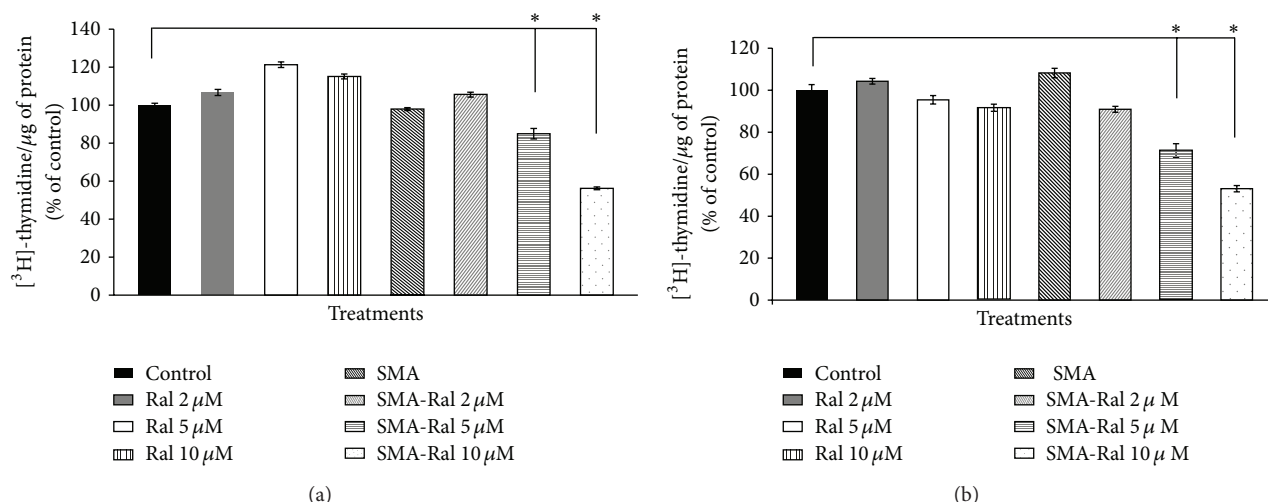 140
120
100
80
60
40
20
0
[³H]-thymidine/μg of protein
(% of control)
* *
Treatments
Control
Ral 2 μM
Ral 5 μM
Ral 10 μM
SMA
SMA-Ral 2 μM
SMA-Ral 5 μM
SMA-Ral 10 μM
(a)
120
100
80
60
40
20
0
[³H]-thymidine/μg of protein
(% of control)
* *
Treatments
Control
Ral 2 μM
Ral 5 μM
Ral 10 μM
SMA
SMA-Ral 2 μ M
SMA-Ral 5 μ M
SMA-Ral 10 μ M
(b)